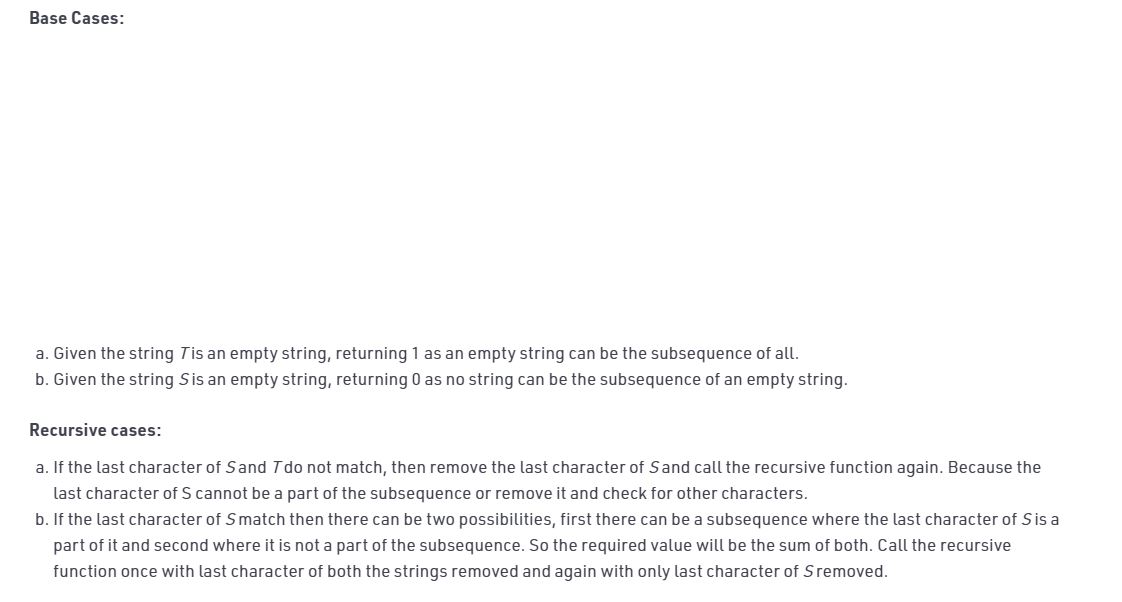 Base Cases:
a. Given the string T is an empty string, returning 1 as an empty string can be the subsequence of all.
b. Given the string S is an empty string, returning 0 as no string can be the subsequence of an empty string.
Recursive cases:
a. If the last character of S and T do not match, then remove the last character of S and call the recursive function again. Because the
last character of S cannot be a part of the subsequence or remove it and check for other characters.
b. If the last character of S match then there can be two possibilities, first there can be a subsequence where the last character of S is a
part of it and second where it is not a part of the subsequence. So the required value will be the sum of both. Call the recursive
function once with last character of both the strings removed and again with only last character of S removed.